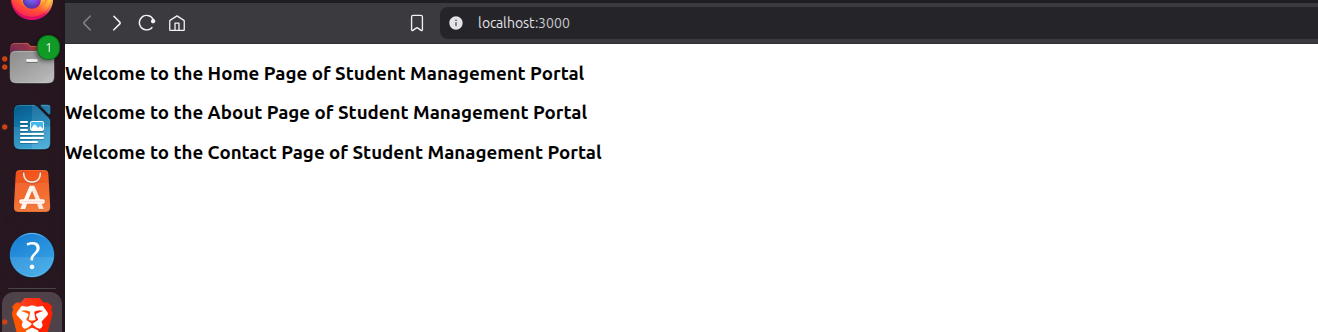 1
localhost:3000
Welcome to the Home Page of Student Management Portal
Welcome to the About Page of Student Management Portal
Welcome to the Contact Page of Student Management Portal